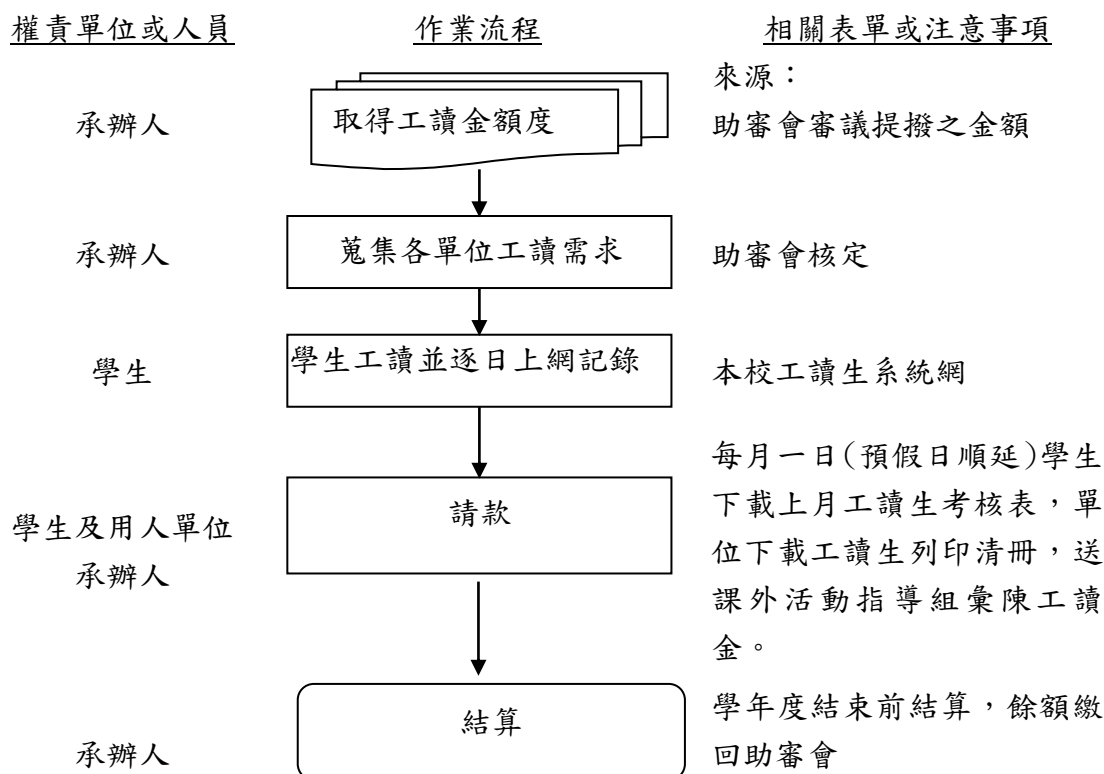 權責單位或人員 作業流程 相關表單或注意事項
來源：
承辦人 取得工讀金額度 助審會審議提撥之金額
承辦人 蒐集各單位工讀需求 助審會核定
學生 學生工讀並逐日上網記錄 本校工讀生系統網
學生及用人單位
承辦人
請款
每月一日(預假日順延)學生
下載上月工讀生考核表，單
位下載工讀生列印清冊，送
課外活動指導組彙陳工讀
金。
承辦人
結算
學年度結束前結算，餘額繳
回助審會